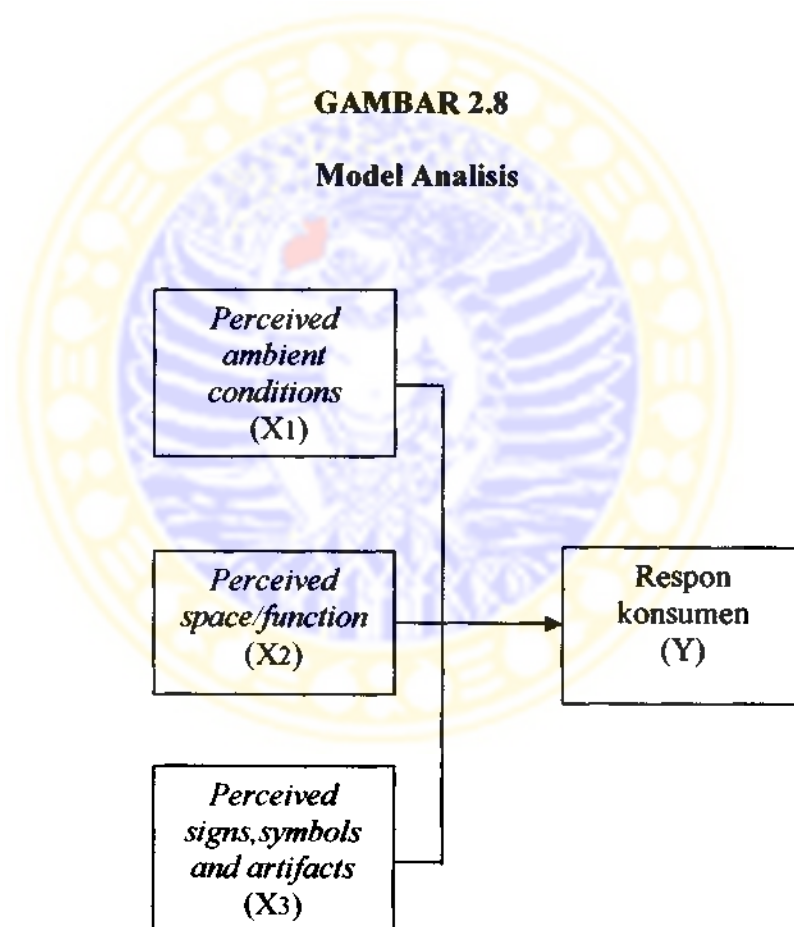 GAMBAR 2.8
Model Analisis
Perceived
ambient
conditions
(X1)
Perceived
space/function
(X2)
Perceived
signs,symbols
and artifacts
(X3)
Respon
konsumen
(Y)